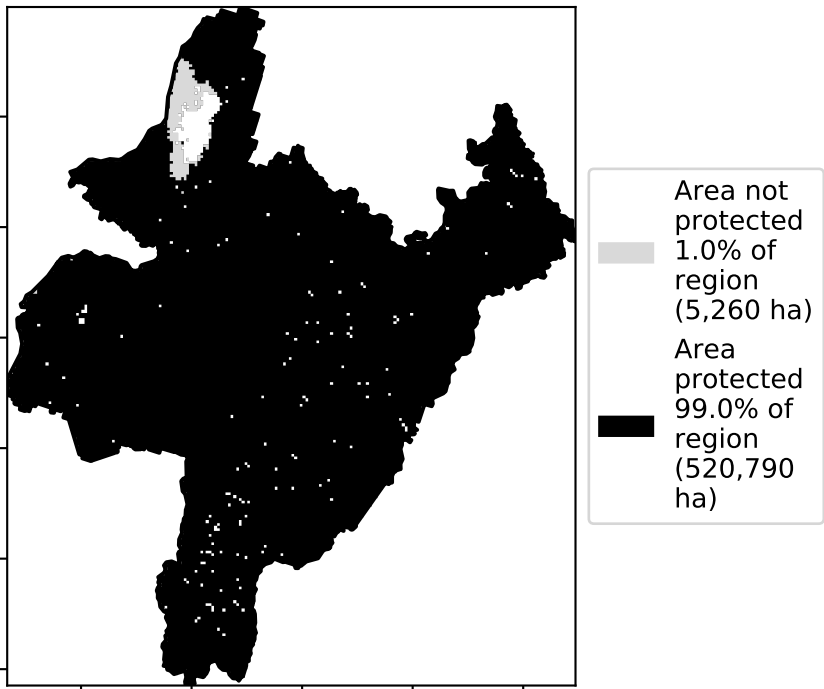 Area not
protected
1.0% of
region
(5,260 ha)
Area
protected
99.0% of
region
(520,790
ha)